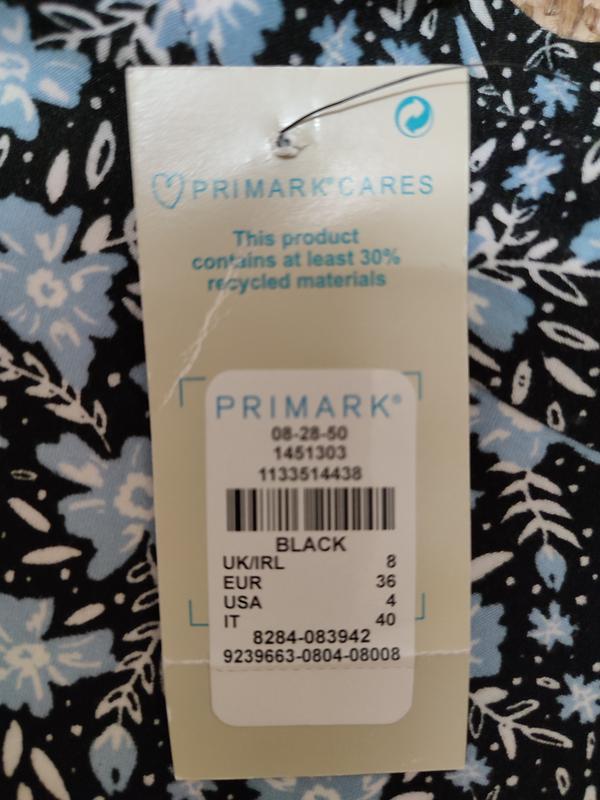 PRIMARK® CARES
This product
contains at least 30%
recycled materials
PRIMARK®
08-28-50
1451303
1133514438
BLACK
UK/IRL 8
EUR 36
USA 4
IT 40
8284-083942
9239663-0804-08008